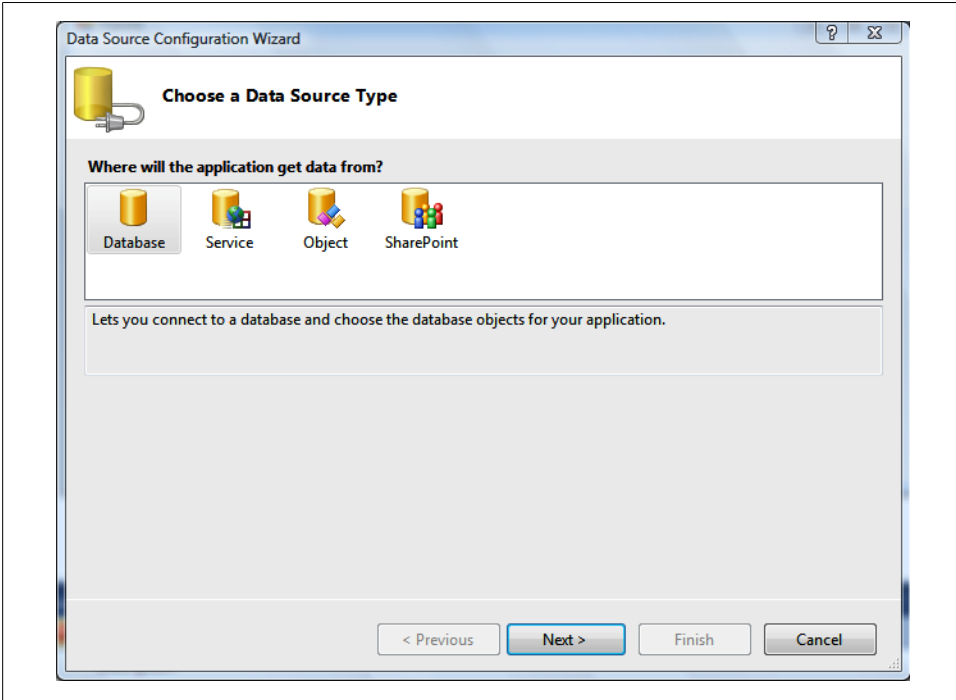 Data Source Configuration Wizard
Choose a Data Source Type
Where will the application get data from?
Database Service Object SharePoint
Lets you connect to a database and choose the database objects for your application.
< Previous Next > Finish Cancel